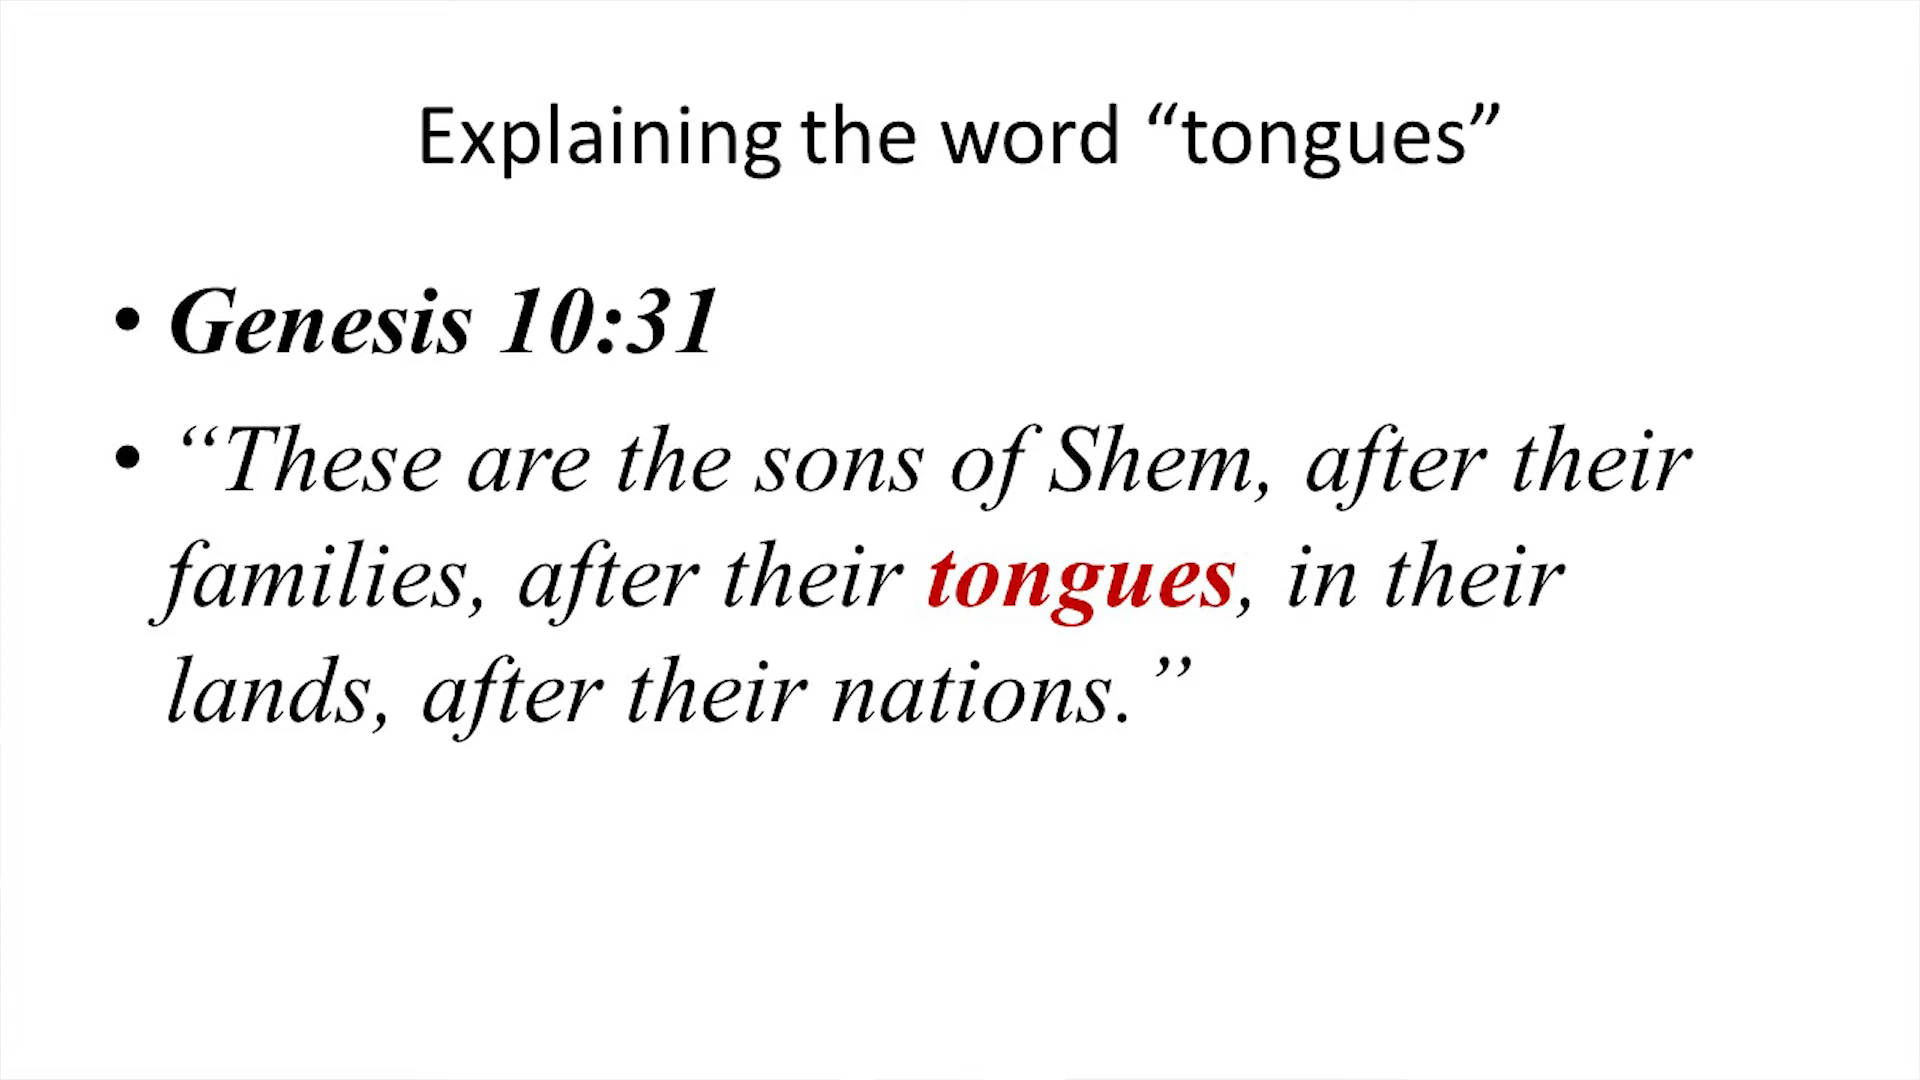 Explaining the word “tongues”
• Genesis 10:31
• “These are the sons of Shem, after their
families, after their tongues, in their
lands, after their nations.”